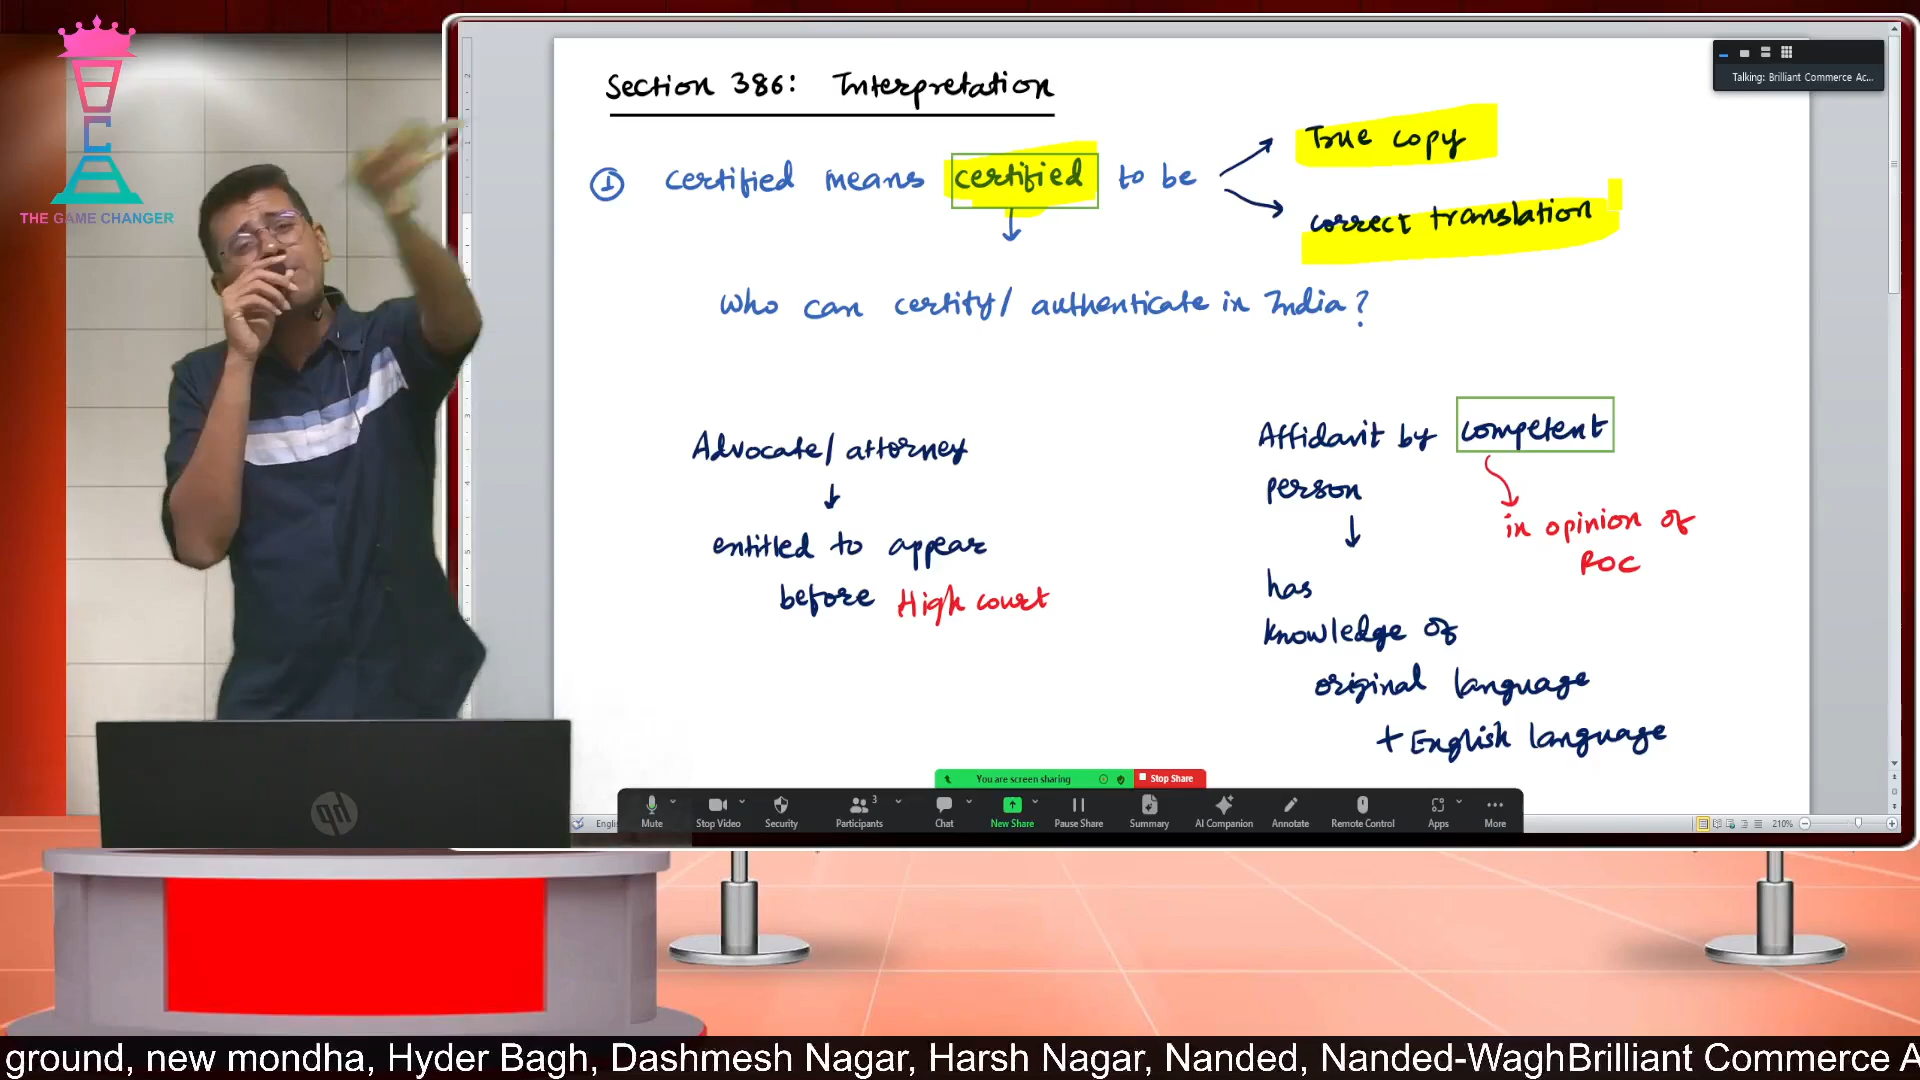 THE GAME CHANGER
Section 386: Interpretation
Talking: Brilliant Commerce Ac...
① certified means certified to be
True copy
correct translation
Who can certify/ authenticate in India?
Advocate/ attorney
entitled to appear
before High court
Affidavit by competent
person
in opinion of
ROC
has
knowledge of
original language
+ English language
You are screen sharing Stop Share
Mute Stop Video Security Participants 3 Chat New Share Pause Share Summary AI Companion Annotate Remote Control Apps More
Engli
210%
hp
ground, new mondha, Hyder Bagh, Dashmesh Nagar, Harsh Nagar, Nanded, Nanded-WaghBrilliant Commerce A